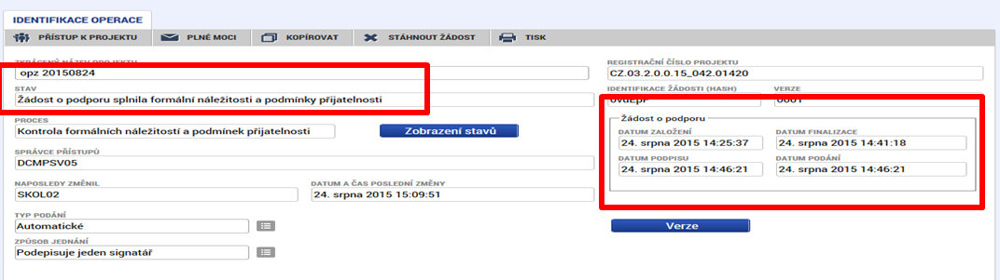 IDENTIFIKACE OPERACE
PŘÍSTUP K PROJEKTU PLNÉ MOCI KOPÍROVAT STÁHNOUT ŽÁDOST TISK
ZKRÁCENÝ NÁZEV PROJEKTU REGISTRAČNÍ ČÍSLO PROJEKTU
opz 20150824 CZ.03.2.0.0.15_042.01420
STAV IDENTIFIKACE ŽÁDOSTI (HASH) VERZE
Žádost o podporu splnila formální náležitosti a podmínky přijatelnosti 0001
PROCES Žádost o podporu
Kontrola formálních náležitostí a podmínek přijatelnosti Zobrazení stavů
DATUM ZALOŽENÍ DATUM FINALIZACE
24. srpna 2015 14:25:37 24. srpna 2015 14:41:18
SPRÁVCE PŘÍSTUPŮ DATUM PODPISU DATUM PODÁNÍ
DCMPSV05 24. srpna 2015 14:46:21 24. srpna 2015 14:46:21
NAPOSLEDY ZMĚNIL DATUM A ČAS POSLEDNÍ ZMĚNY
SKOL02 24. srpna 2015 15:09:51
TYP PODÁNÍ
Automatické Verze
ZPŮSOB JEDNÁNÍ
Podepisuje jeden signatář